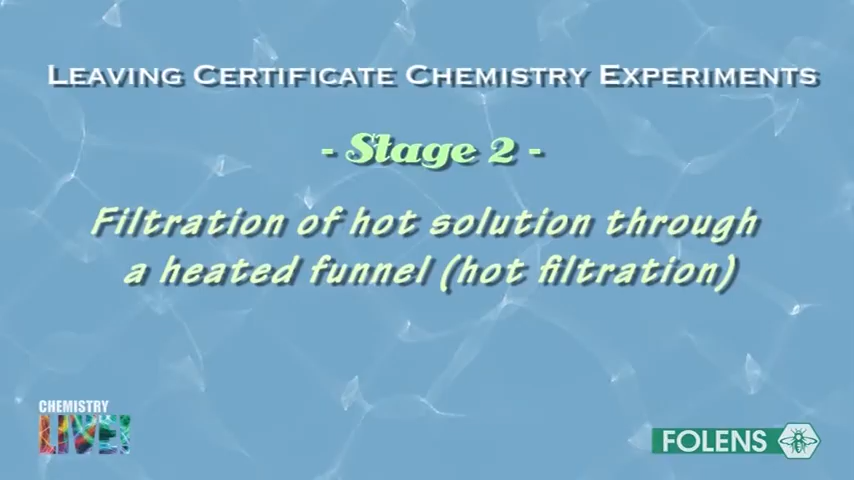 LEAVING CERTIFICATE CHEMISTRY EXPERIMENTS
- Stage 2 -
Filtration of hot solution through
a heated funnel (hot filtration)
CHEMISTRY
LIVE!
FOLENS